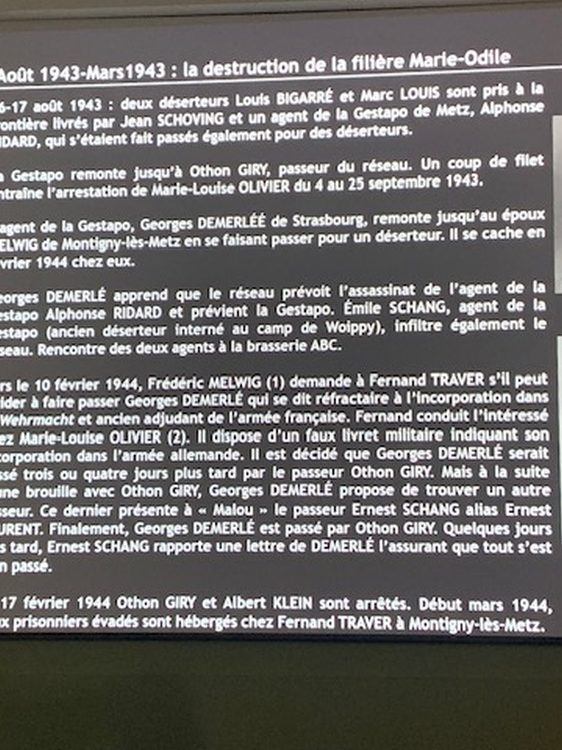 Août 1943-Mars1943 : la destruction de la filière Marie-Odile
6-17 août 1943 : deux déserteurs Louis BIGARRÉ et Marc LOUIS sont pris à la
rontière livrés par Jean SCHOVING et un agent de la Gestapo de Metz, Alphonse
IDARD, qui s'étaient fait passés également pour des déserteurs.
a Gestapo remonte jusqu'à Othon GIRY, passeur du réseau. Un coup de filet
ntraîne l'arrestation de Marie-Louise OLIVIER du 4 au 25 septembre 1943.
'agent de la Gestapo, Georges DEMERLÉÉ de Strasbourg, remonte jusqu'au époux
ELWIG de Montigny-lès-Metz en se faisant passer pour un déserteur. Il se cache en
vrier 1944 chez eux.
eorges DEMERLÉ apprend que le réseau prévoit l'assassinat de l'agent de la
estapo Alphonse RIDARD et prévient la Gestapo. Émile SCHANG, agent de la
estapo (ancien déserteur interné au camp de Woippy), infiltre également le
seau. Rencontre des deux agents à la brasserie ABC.
rs le 10 février 1944, Frédéric MELWIG (1) demande à Fernand TRAVER s'il peut
ider à faire passer Georges DEMERLÉ qui se dit réfractaire à l'incorporation dans
Wehrmacht et ancien adjudant de l'armée française. Fernand conduit l'intéressé
ez Marie-Louise OLIVIER (2). Il dispose d'un faux livret militaire indiquant son
corporation dans l'armée allemande. Il est décidé que Georges DEMERLÉ serait
ssé trois ou quatre jours plus tard par le passeur Othon GIRY. Mais à la suite
une brouille avec Othon GIRY, Georges DEMERLÉ propose de trouver un autre
sseur. Ce dernier présente à « Malou » le passeur Ernest SCHANG alias Ernest
URENT. Finalement, Georges DEMERLÉ est passé par Othon GIRY. Quelques jours
s tard, Ernest SCHANG rapporte une lettre de DEMERLÉ l'assurant que tout s'est
n passé.
17 février 1944 Othon GIRY et Albert KLEIN sont arrêtés. Début mars 1944,
ux prisonniers évadés sont hébergés chez Fernand TRAVER à Montigny-lès-Metz.